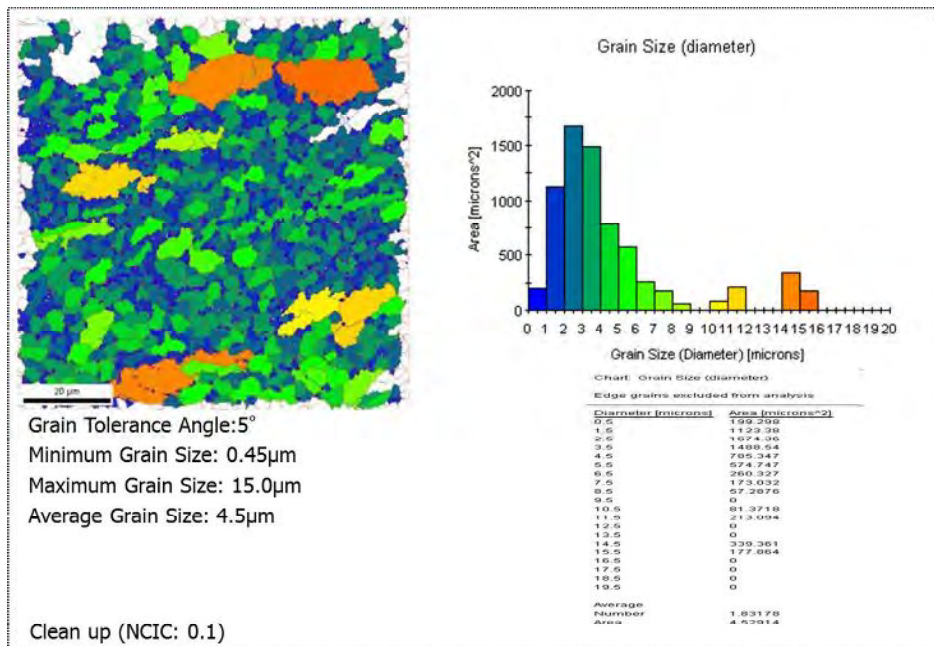 20 µm
Grain Tolerance Angle:5°
Minimum Grain Size: 0.45µm
Maximum Grain Size: 15.0µm
Average Grain Size: 4.5µm
Clean up (NCIC: 0.1)
Grain Size (diameter)
2000
1500
1000
500
0
Area [microns^2]
0 1 2 3 4 5 6 7 8 9 10 11 12 13 14 15 16 17 18 19 20
Grain Size (Diameter) [microns]
Chart: Grain Size (diameter)
Edge grains excluded from analysis
Diameter [microns] Area [microns^2]
0.5 199.298
1.5 1123.38
2.5 1674.36
3.5 1488.54
4.5 785.347
5.5 574.747
6.5 260.327
7.5 173.032
8.5 57.2876
9.5 0
10.5 81.3718
11.5 213.094
12.5 0
13.5 0
14.5 339.361
15.5 177.864
16.5 0
17.5 0
18.5 0
19.5 0
Average
Number 1.83178
Area 4.52914